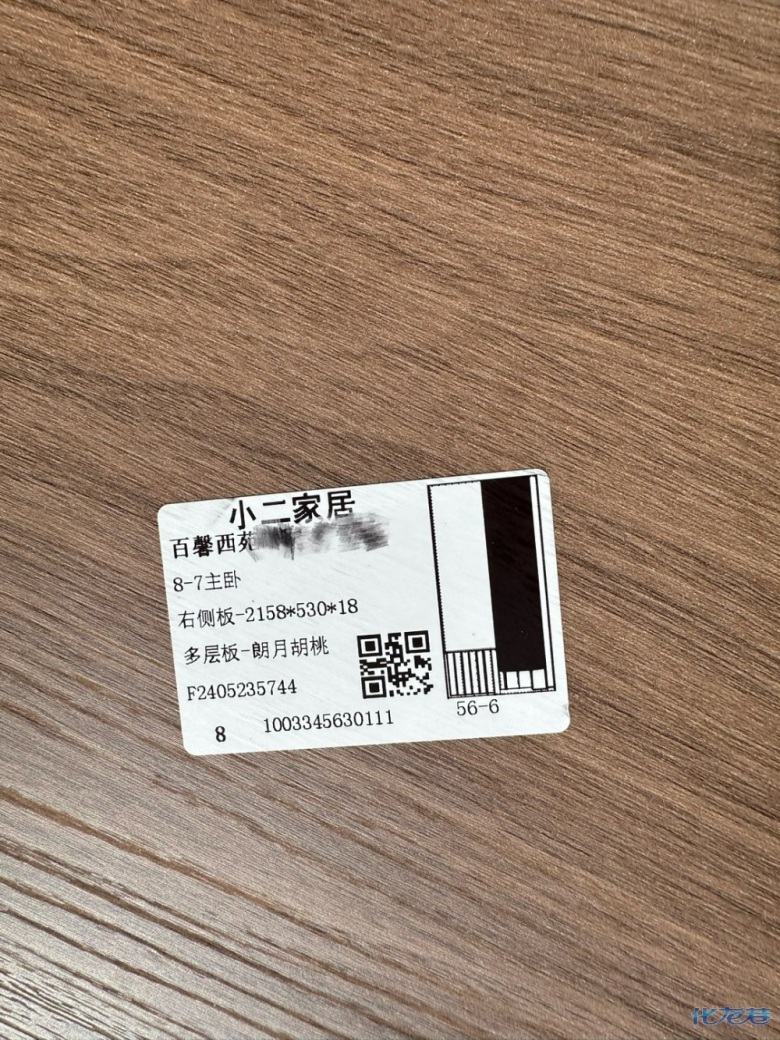 小二家居
百馨西苑
8-7主卧
右侧板-2158*530*18
多层板-朗月胡桃
F2405235744
8 1003345630111
56-6
化龙巷